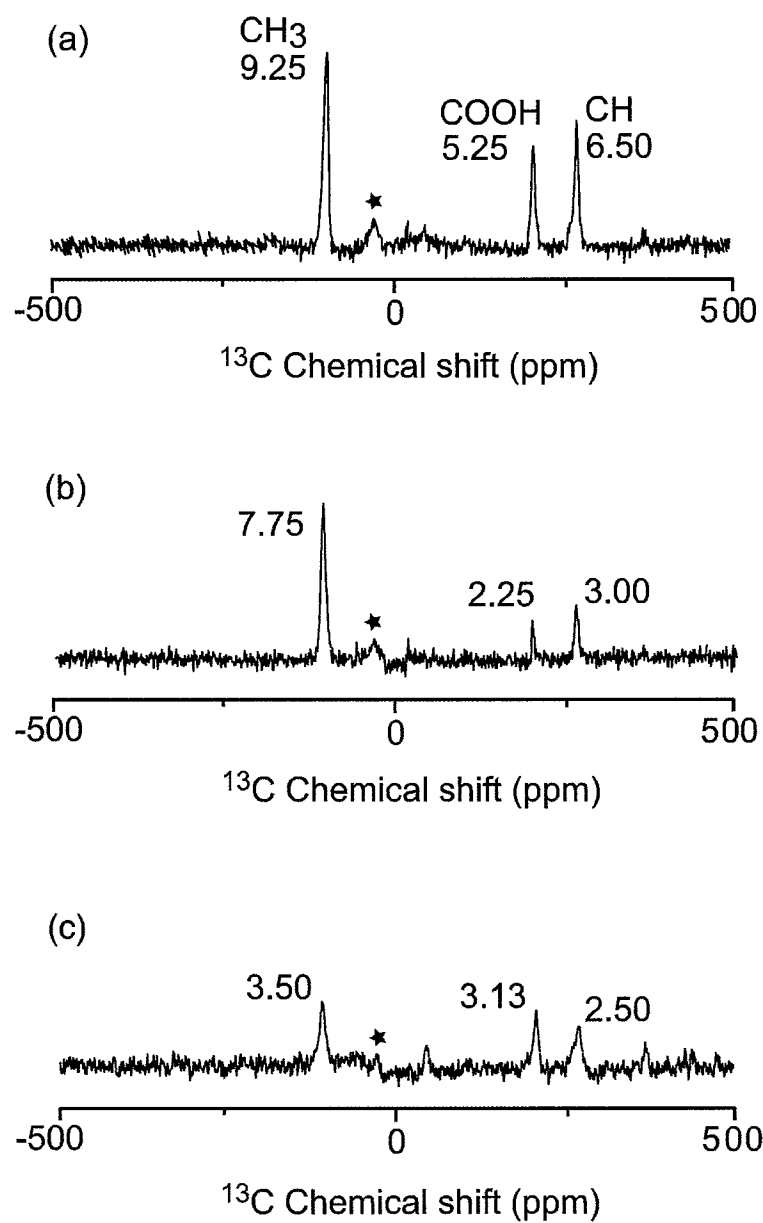 (a)
CH3
9.25
COOH
5.25
CH
6.50
-500 0 500
13C Chemical shift (ppm)
(b)
7.75
2.25
3.00
-500 0 500
13C Chemical shift (ppm)
(c)
3.50
3.13
2.50
-500 0 500
13C Chemical shift (ppm)